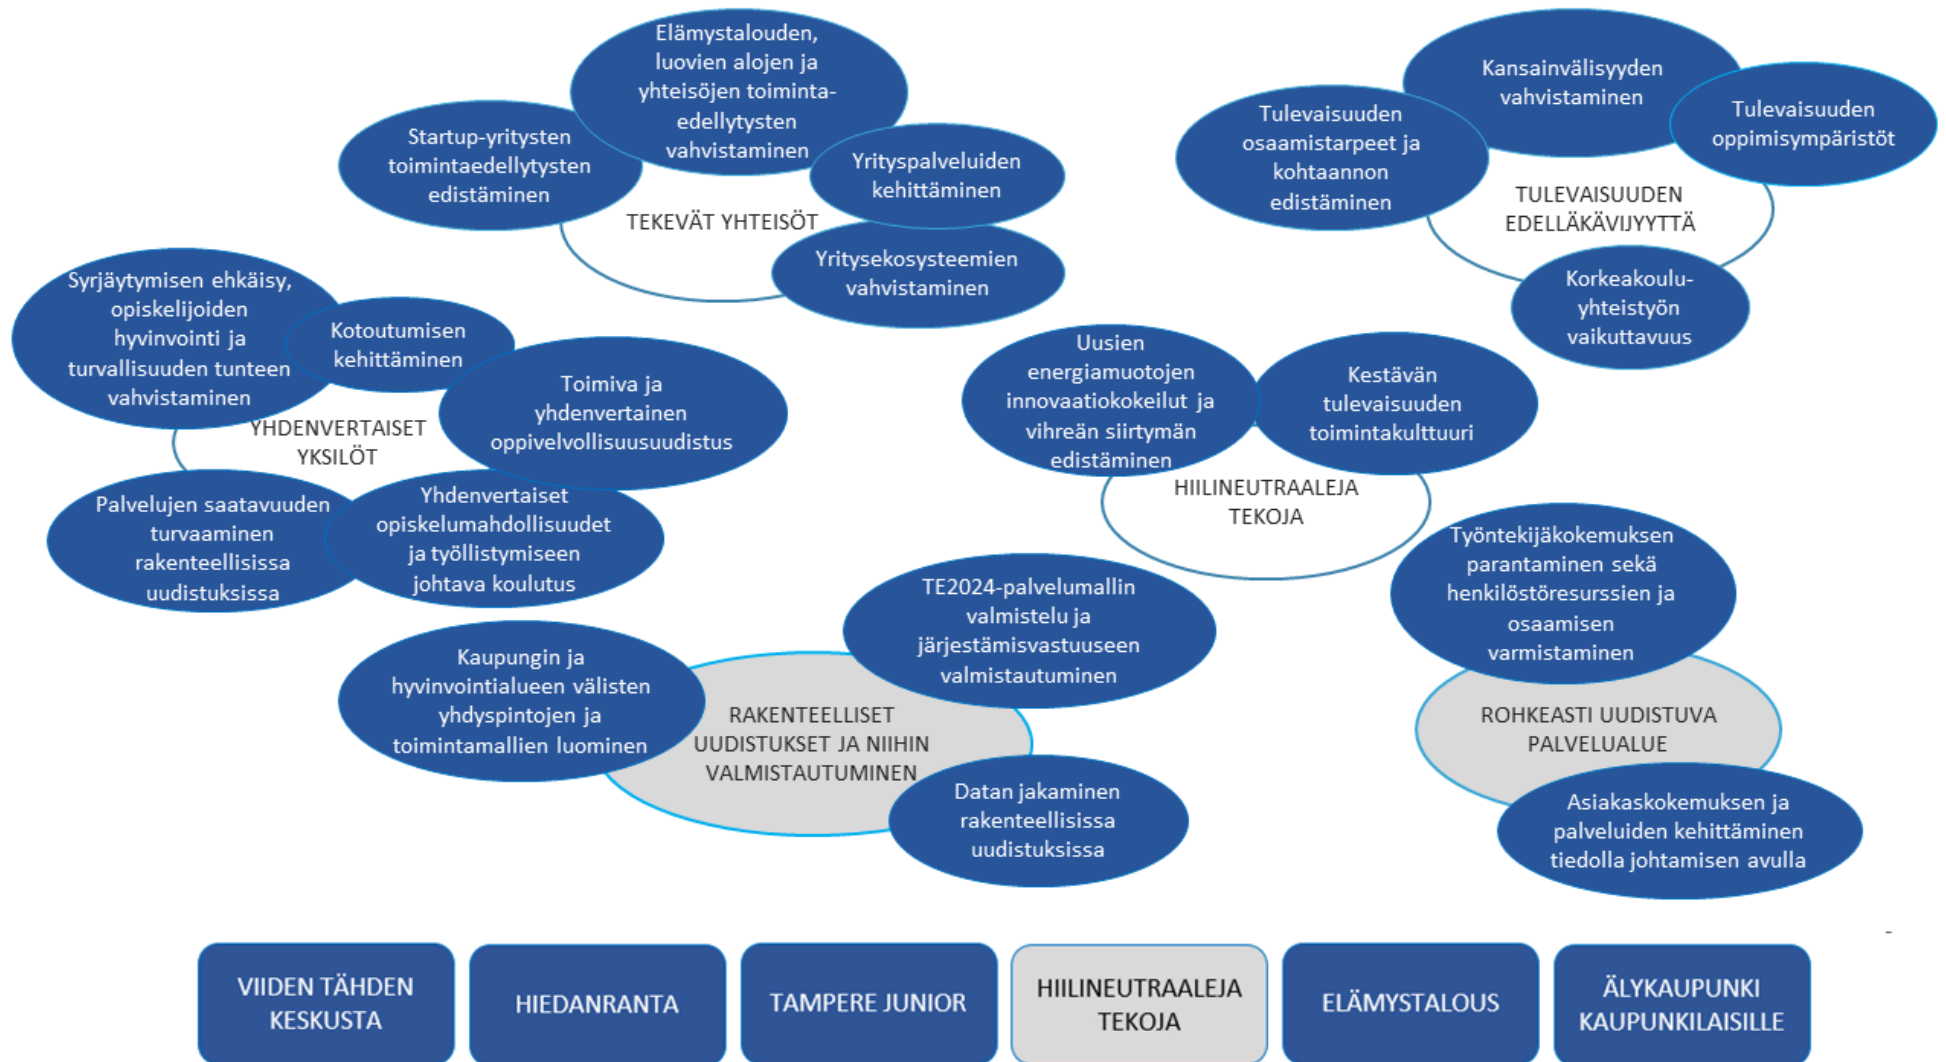 Elämystalouden,
luovien alojen ja
yhteisöjen toiminta-
edellytysten
vahvistaminen
Startup-yritysten
toimintaedellytysten
edistäminen
Yrityspalveluiden
kehittäminen
TEKEVÄT YHTEISÖT
Yritysekosysteemien
vahvistaminen
Kansainvälisyyden
vahvistaminen
Tulevaisuuden
osaamistarpeet ja
kohtaannon
edistäminen
Tulevaisuuden
oppimisympäristöt
TULEVAISUUDEN
EDELLÄKÄVIJYYTTÄ
Korkeakoulu-
yhteistyön
vaikuttavuus
Syrjäytymisen ehkäisy,
opiskelijoiden
hyvinvointi ja
turvallisuuden tunteen
vahvistaminen
Kotoutumisen
kehittäminen
Toimiva ja
yhdenvertainen
oppivelvollisuusuudistus
YHDENVERTAISET
YKSILÖT
Palvelujen saatavuuden
turvaaminen
rakenteellisissa
uudistuksissa
Yhdenvertaiset
opiskelumahdollisuudet
ja työllistymiseen
johtava koulutus
Uusien
energiamuotojen
innovaatiokokeilut ja
vihreän siirtymän
edistäminen
Kestävän
tulevaisuuden
toimintakulttuuri
HIILINEUTRAALEJA
TEKOJA
Kaupungin ja
hyvinvointialueen välisten
yhdyspintojen ja
toimintamallien luominen
TE2024-palvelumallin
valmistelu ja
järjestämisvastuuseen
valmistautuminen
RAKENTEELLISET
UUDISTUKSET JA NIIHIN
VALMISTAUTUMINEN
Datan jakaminen
rakenteellisissa
uudistuksissa
Työntekijäkokemuksen
parantaminen sekä
henkilöstöresurssien ja
osaamisen
varmistaminen
ROHKEASTI UUDISTUVA
PALVELUALUE
Asiakaskokemuksen ja
palveluiden kehittäminen
tiedolla johtamisen avulla
VIIDEN TÄHDEN
KESKUSTA
HIEDANRANTA
TAMPERE JUNIOR
HIILINEUTRAALEJA
TEKOJA
ELÄMYSTALOUS
ÄLYKAUPUNKI
KAUPUNKILAISILLE